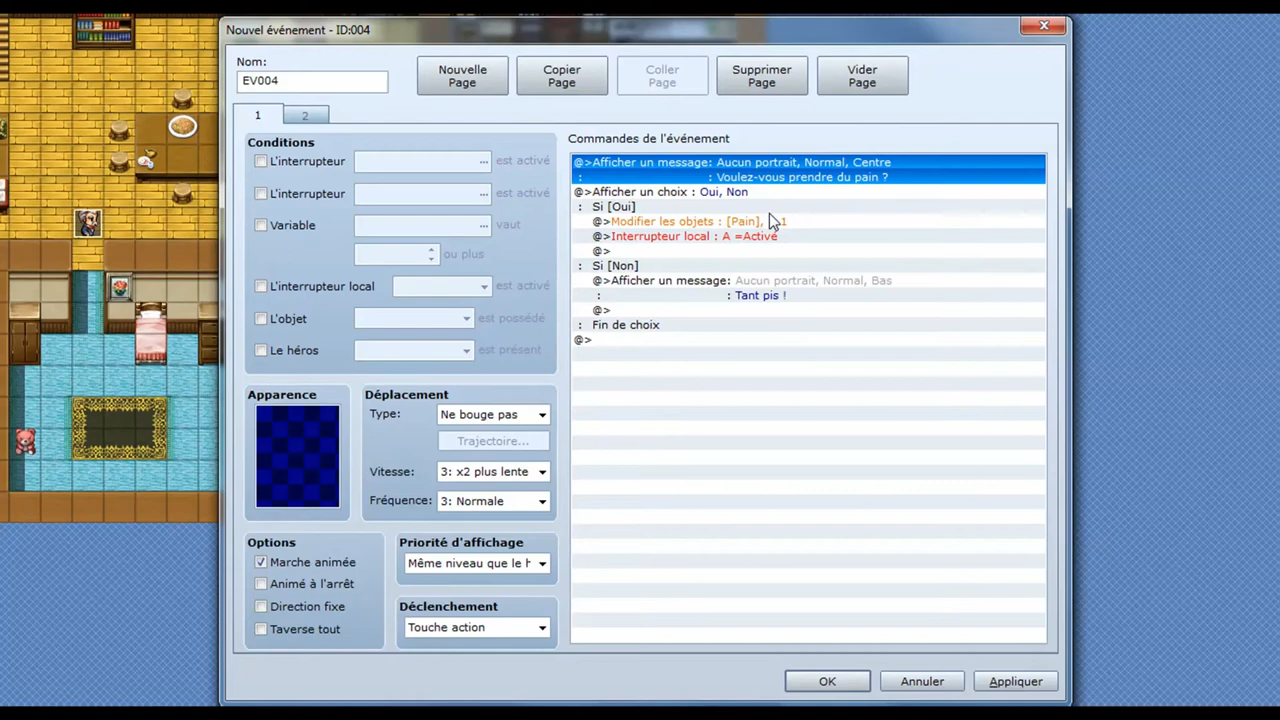 Nouvel événement - ID:004
Nom:
EV004
Nouvelle
Page
Copier
Page
Coller
Page
Supprimer
Page
Vider
Page
1
2
Conditions
L'interrupteur
...
est activé
L'interrupteur
...
est activé
Variable
...
vaut
ou plus
L'interrupteur local
est activé
L'objet
est possédé
Le héros
est présent
Apparence
Déplacement
Type:
Ne bouge pas
Trajectoire...
Vitesse:
3: x2 plus lente
Fréquence:
3: Normale
Options
Marche animée
Animé à l'arrêt
Direction fixe
Traverse tout
Priorité d'affichage
Même niveau que le h
Déclenchement
Touche action
Commandes de l'événement
@>Afficher un message: Aucun portrait, Normal, Centre
: : Voulez-vous prendre du pain ?
@>Afficher un choix : Oui, Non
: Si [Oui]
@>Modifier les objets : [Pain], 1
@>Interrupteur local : A =Activé
@>
: Si [Non]
@>Afficher un message: Aucun portrait, Normal, Bas
: : Tant pis !
@>
: Fin de choix
@>
OK
Annuler
Appliquer